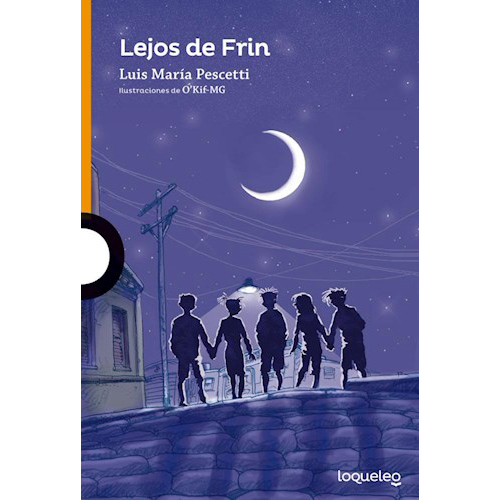 Lejos de Frin
Luis María Pescetti
Ilustraciones de O'Kif-MG
loqueleo